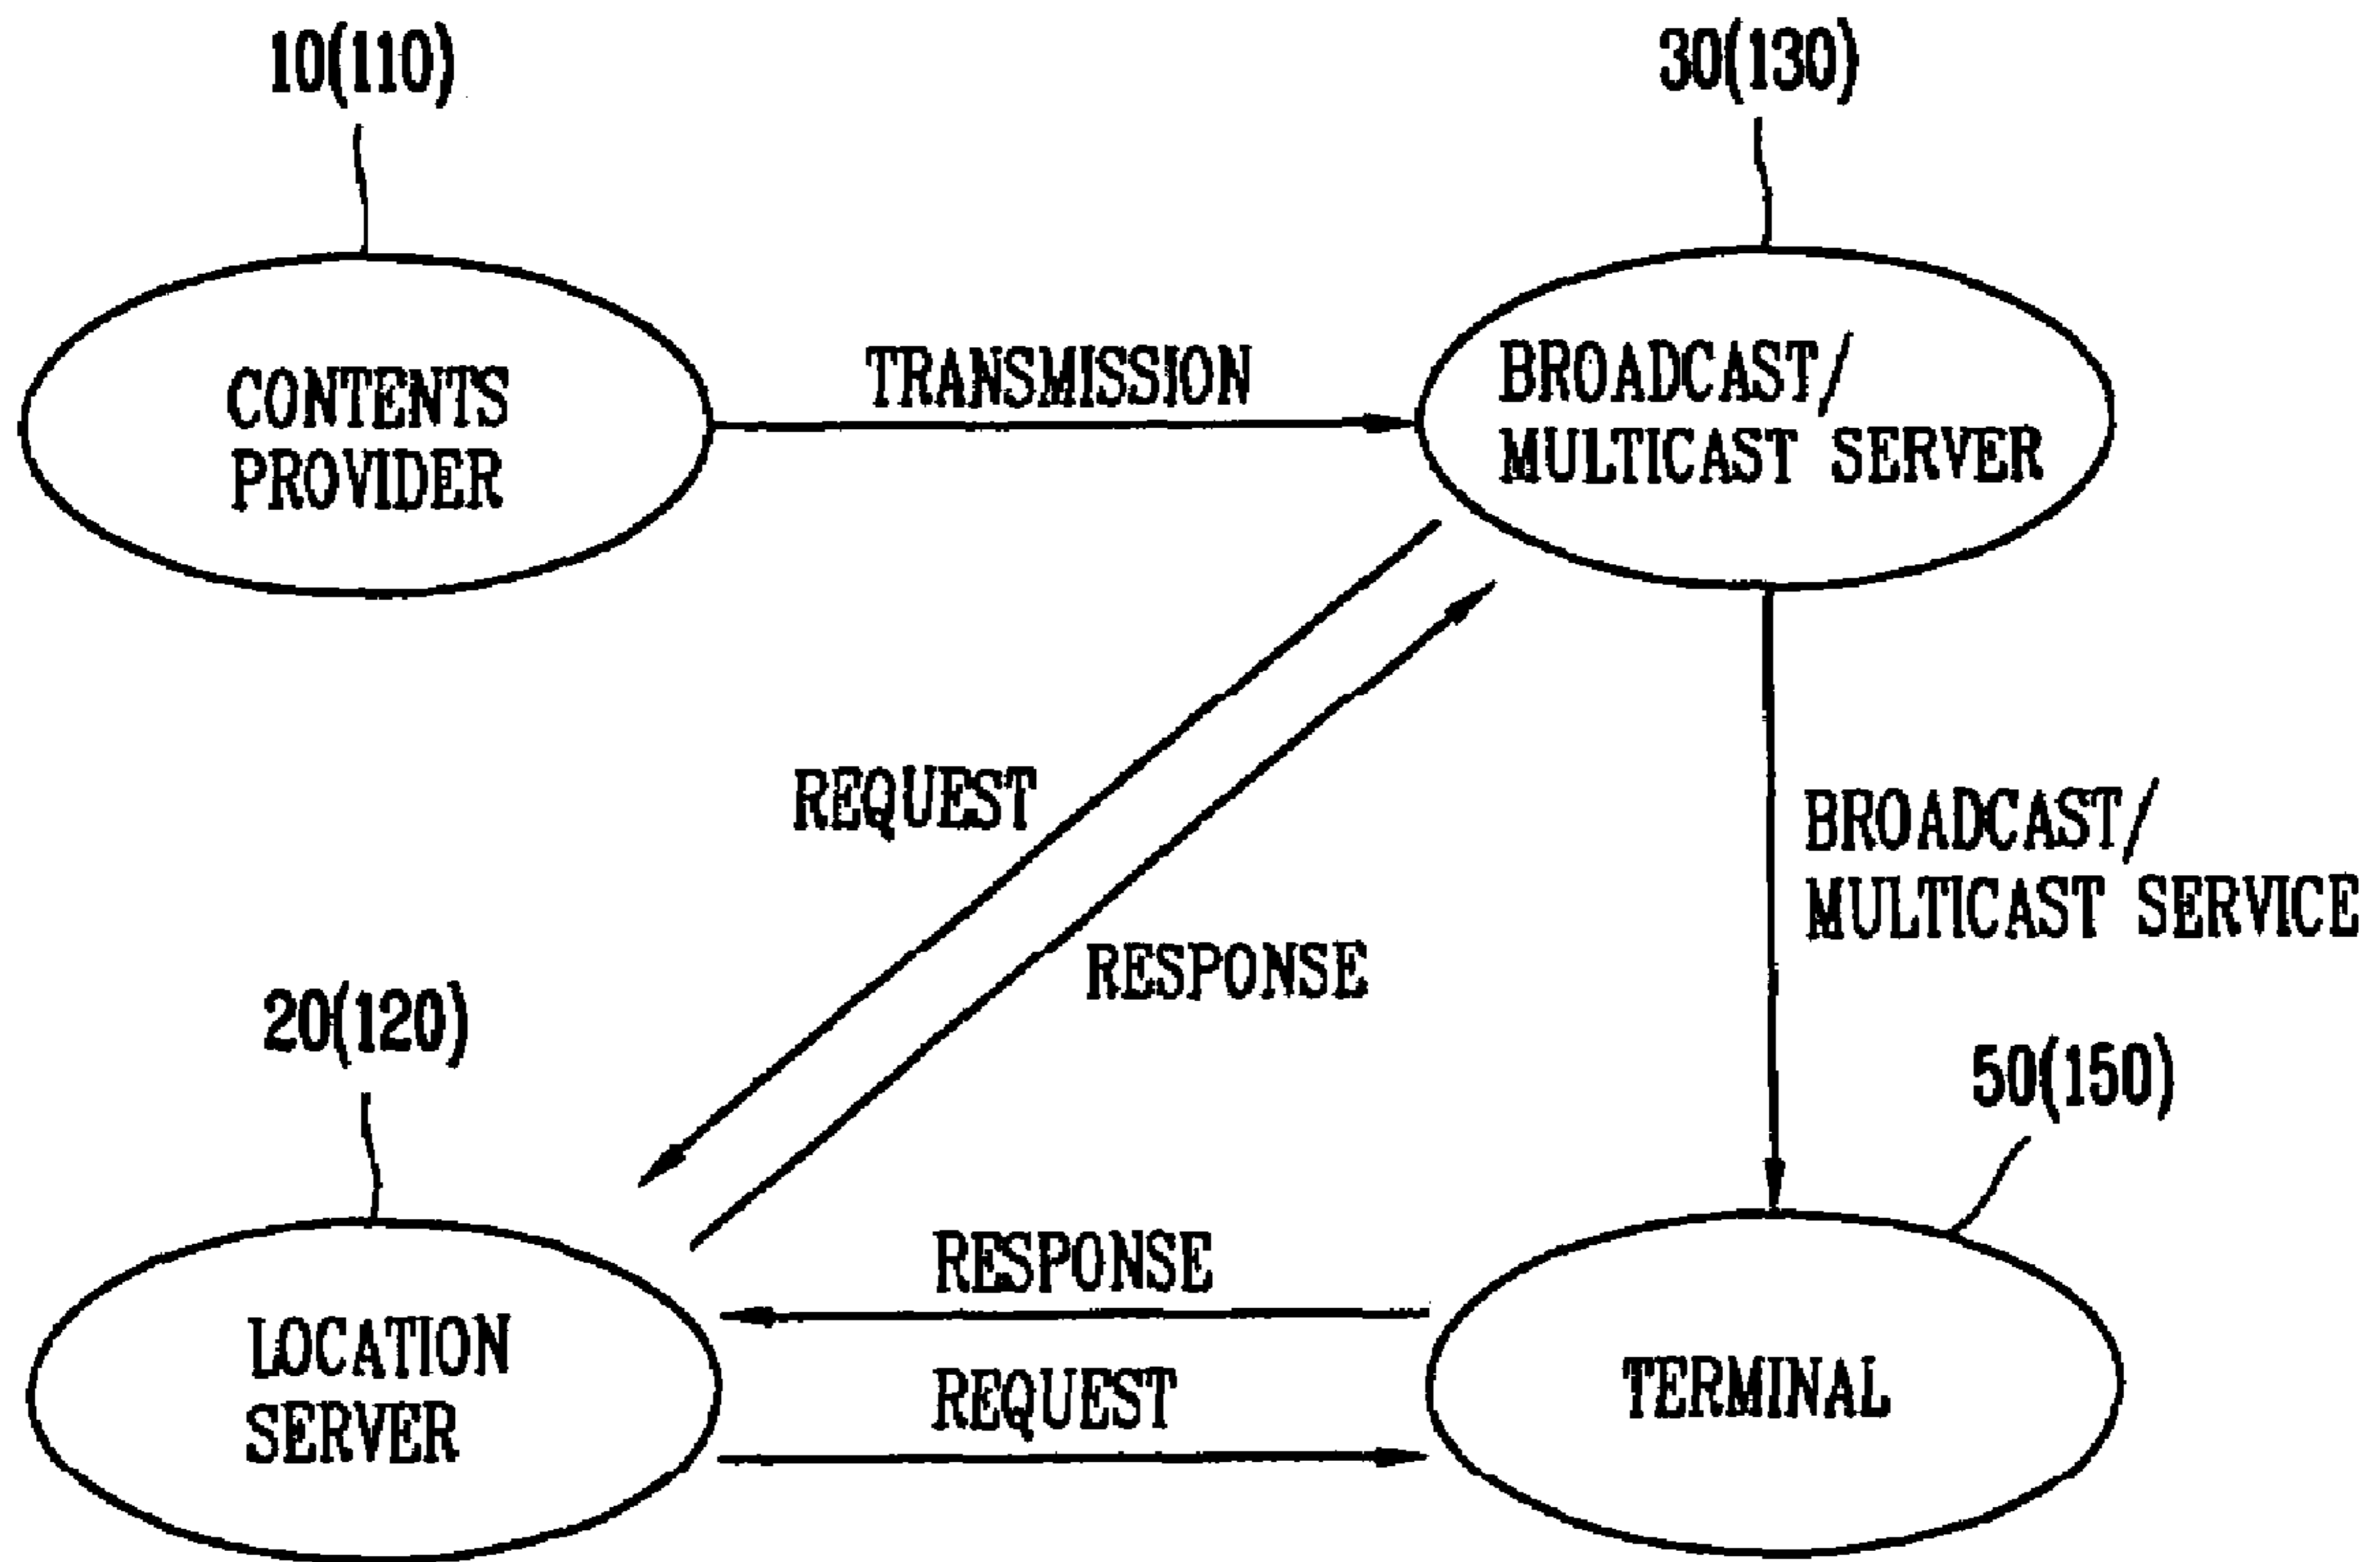 10(110)
30(130)
CONTENTS
PROVIDER
TRANSMISSION
BROADCAST/
MULTICAST SERVER
REQUEST
RESPONSE
BROADCAST/
MULTICAST SERVICE
20(120)
50(150)
LOCATION
SERVER
RESPONSE
REQUEST
TERMINAL